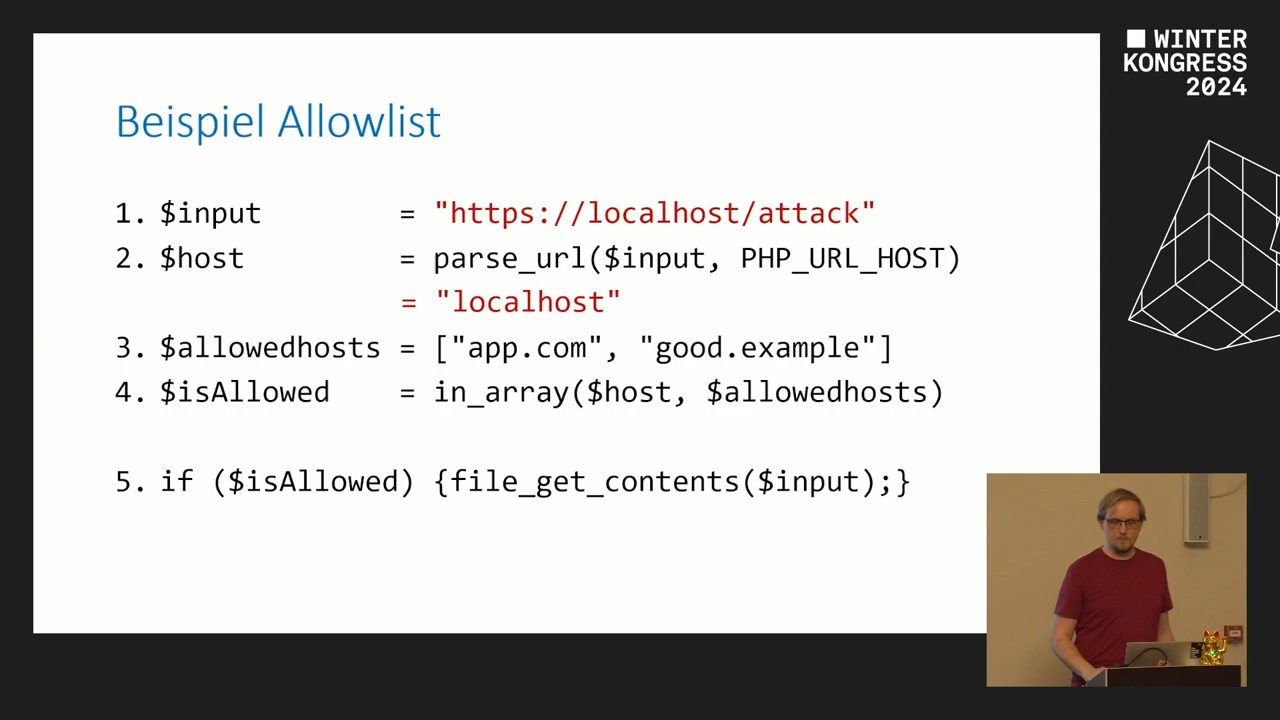 WINTER
KONGRESS
2024
Beispiel Allowlist
1. $input = "https://localhost/attack"
2. $host = parse_url($input, PHP_URL_HOST)
= "localhost"
3. $allowedhosts = ["app.com", "good.example"]
4. $isAllowed = in_array($host, $allowedhosts)
5. if ($isAllowed) {file_get_contents($input);}